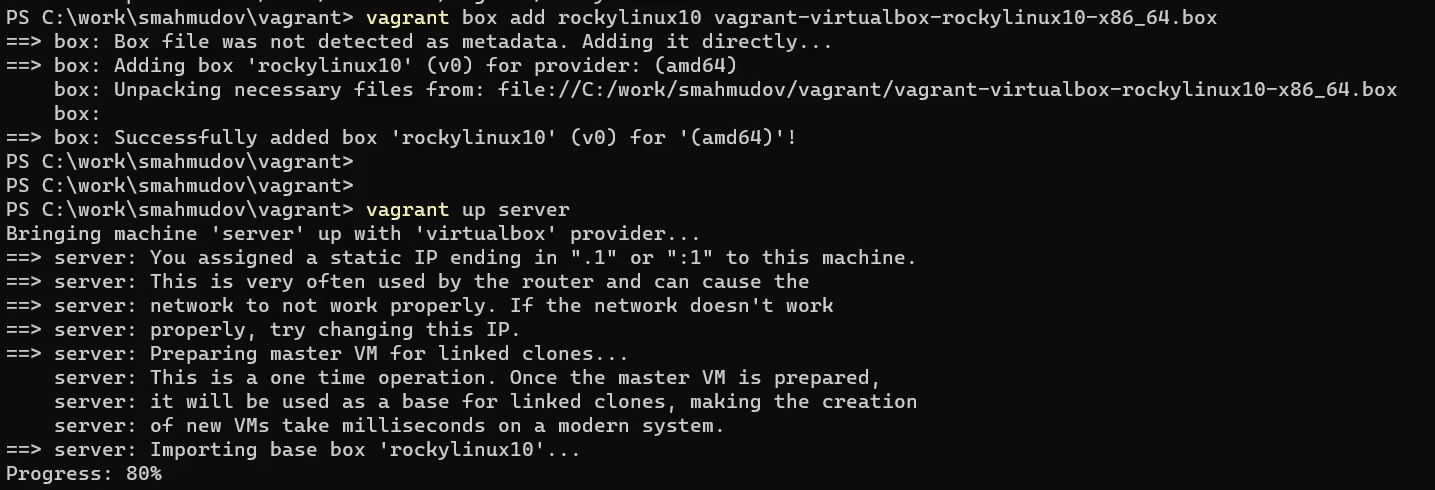 PS C:\work\smahmudov\vagrant> vagrant box add rockylinux10 vagrant-virtualbox-rockylinux10-x86_64.box
==> box: Box file was not detected as metadata. Adding it directly...
==> box: Adding box 'rockylinux10' (v0) for provider: (amd64)
    box: Unpacking necessary files from: file://C:/work/smahmudov/vagrant/vagrant-virtualbox-rockylinux10-x86_64.box
    box:
==> box: Successfully added box 'rockylinux10' (v0) for '(amd64)'!
PS C:\work\smahmudov\vagrant>
PS C:\work\smahmudov\vagrant>
PS C:\work\smahmudov\vagrant> vagrant up server
Bringing machine 'server' up with 'virtualbox' provider...
==> server: You assigned a static IP ending in ".1" or ":1" to this machine.
==> server: This is very often used by the router and can cause the
==> server: network to not work properly. If the network doesn't work
==> server: properly, try changing this IP.
==> server: Preparing master VM for linked clones...
    server: This is a one time operation. Once the master VM is prepared,
    server: it will be used as a base for linked clones, making the creation
    server: of new VMs take milliseconds on a modern system.
==> server: Importing base box 'rockylinux10'...
Progress: 80%